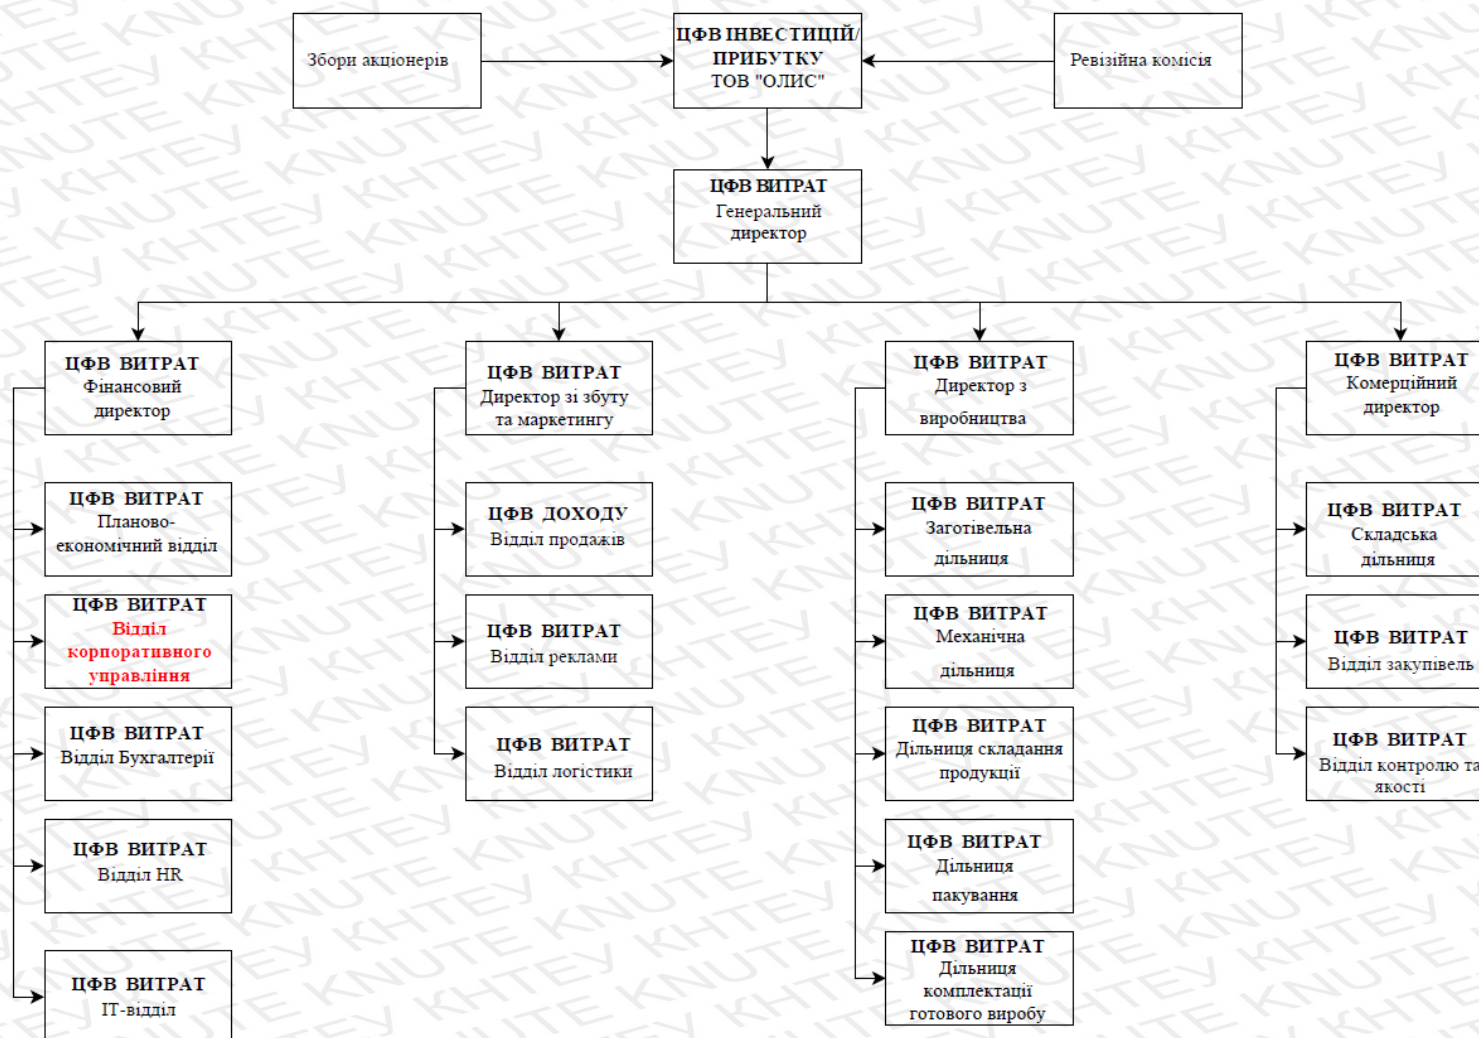 Збори акціонерів
ЦФВ ІНВЕСТИЦІЙ/
ПРИБУТКУ
ТОВ "ОЛИС"
Ревізійна комісія
ЦФВ ВИТРАТ
Генеральний
директор
ЦФВ ВИТРАТ
Фінансовий
директор
ЦФВ ВИТРАТ
Планово-
економічний відділ
ЦФВ ВИТРАТ
Відділ
корпоративного
управління
ЦФВ ВИТРАТ
Відділ Бухгалтерії
ЦФВ ВИТРАТ
Відділ HR
ЦФВ ВИТРАТ
ІТ-відділ
ЦФВ ВИТРАТ
Директор зі збуту
та маркетингу
ЦФВ ДОХОДУ
Відділ продажів
ЦФВ ВИТРАТ
Відділ реклами
ЦФВ ВИТРАТ
Відділ логістики
ЦФВ ВИТРАТ
Директор з
виробництва
ЦФВ ВИТРАТ
Заготівельна
дільниця
ЦФВ ВИТРАТ
Механічна
дільниця
ЦФВ ВИТРАТ
Дільниця складання
продукції
ЦФВ ВИТРАТ
Дільниця
пакування
ЦФВ ВИТРАТ
Дільниця
комплектації
готового виробу
ЦФВ ВИТРАТ
Комерційний
директор
ЦФВ ВИТРАТ
Складська
дільниця
ЦФВ ВИТРАТ
Відділ закупівель
ЦФВ ВИТРАТ
Відділ контролю та
якості